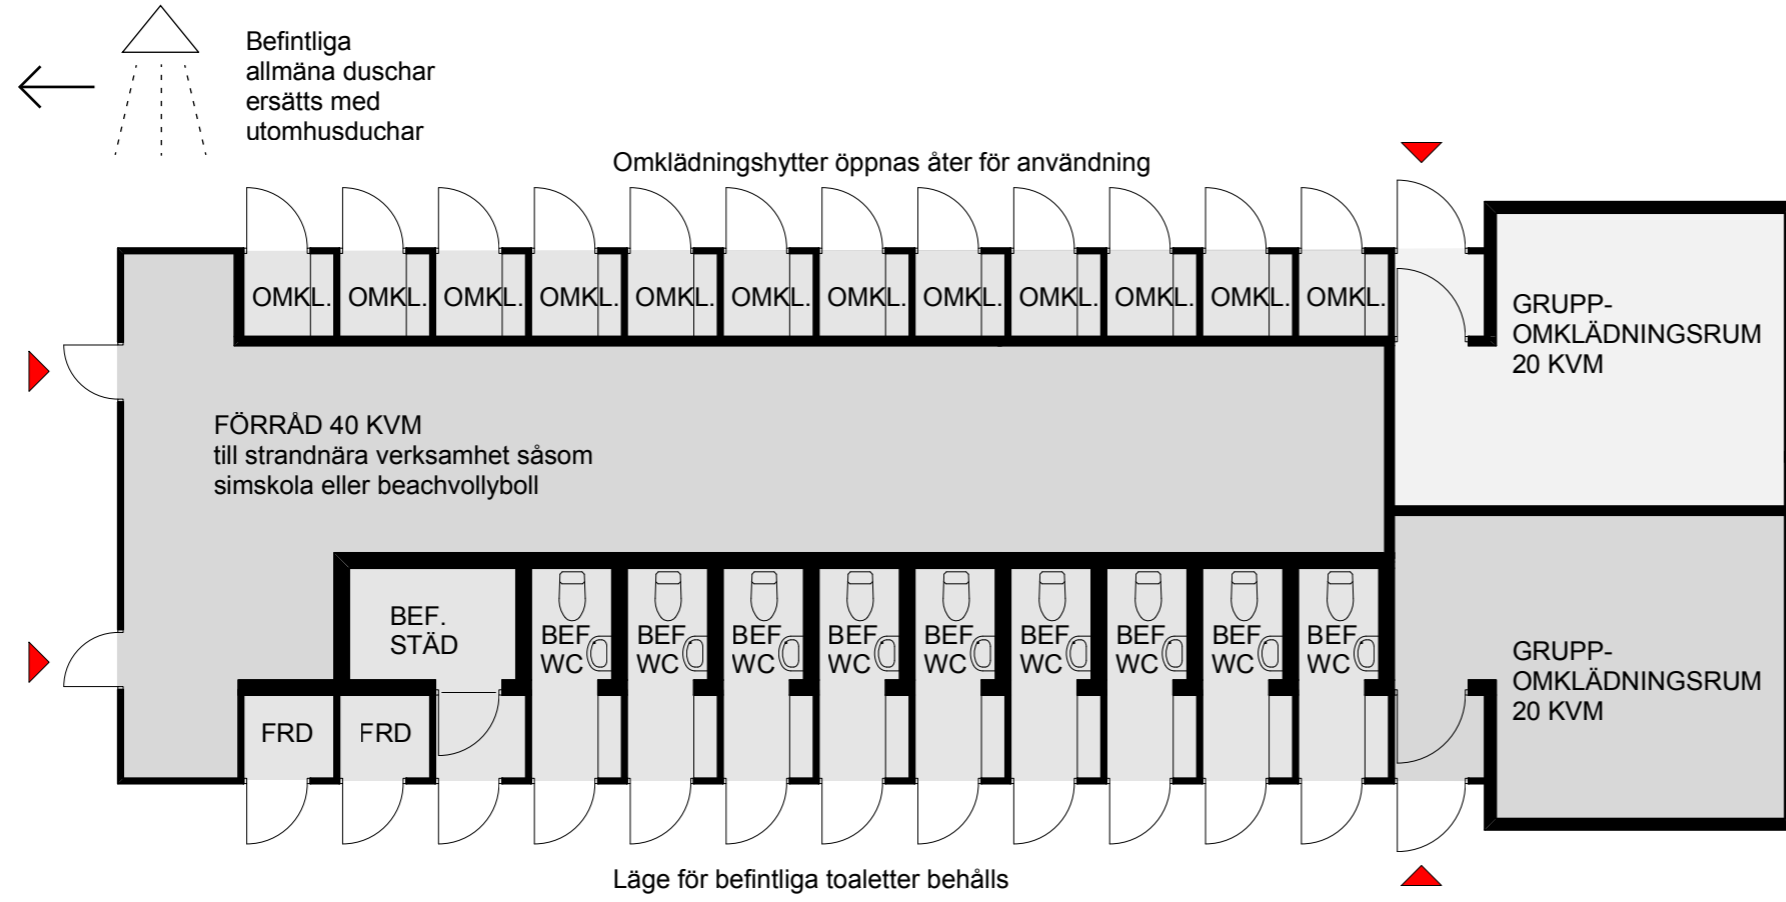 Befintliga
allmäna duschar
ersätts med
utomhusduchar
Omklädningshytter öppnas åter för användning
OMKL. OMKL. OMKL. OMKL. OMKL. OMKL. OMKL. OMKL. OMKL. OMKL. OMKL. OMKL.
GRUPP-
OMKLÄDNINGSRUM
20 KVM
FÖRRÅD 40 KVM
till strandnära verksamhet såsom
simskola eller beachvollyboll
BEF.
STÄD
BEF.
WC
BEF.
WC
BEF.
WC
BEF.
WC
BEF.
WC
BEF.
WC
BEF.
WC
BEF.
WC
BEF.
WC
GRUPP-
OMKLÄDNINGSRUM
20 KVM
FRD FRD
Läge för befintliga toaletter behålls